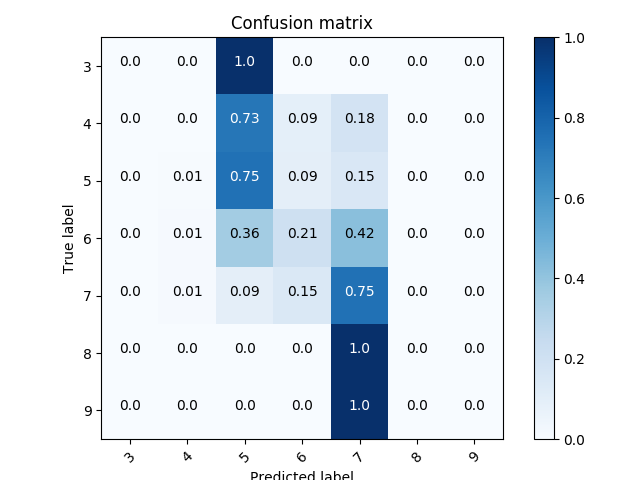 Confusion matrix
3 0.0 0.0 1.0 0.0 0.0 0.0 0.0
4 0.0 0.0 0.73 0.09 0.18 0.0 0.0
5 0.0 0.01 0.75 0.09 0.15 0.0 0.0
6 0.0 0.01 0.36 0.21 0.42 0.0 0.0
7 0.0 0.01 0.09 0.15 0.75 0.0 0.0
8 0.0 0.0 0.0 0.0 1.0 0.0 0.0
9 0.0 0.0 0.0 0.0 1.0 0.0 0.0
3 4 5 6 7 8 9
True label
Predicted label
1.0
0.8
0.6
0.4
0.2
0.0